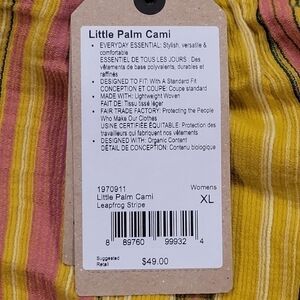 Little Palm Cami
• EVERYDAY ESSENTIAL: Stylish, versatile &
comfortable
ESSENTIEL DE TOUS LES JOURS : Des
vêtements de base polyvalents, durables et
raffinés
• DESIGNED TO FIT: With A Standard Fit
CONCEPTION ET COUPE: Coupe standard
• MADE WITH: Lightweight Woven
FAIT DE: Tissu tissé léger
• FAIR TRADE FACTORY: Protecting the People
Who Make Our Clothes
USINE CERTIFIÉE ÉQUITABLE: Protection des
travailleurs qui fabriquent nos vêtements
• DESIGNED WITH: Organic Content
DÉTAIL DE CONCEPTION: Contenu biologique
1970911 Womens
Little Palm Cami XL
Leapfrog Stripe
8 89760 99932 4
Suggested
Retail $49.00